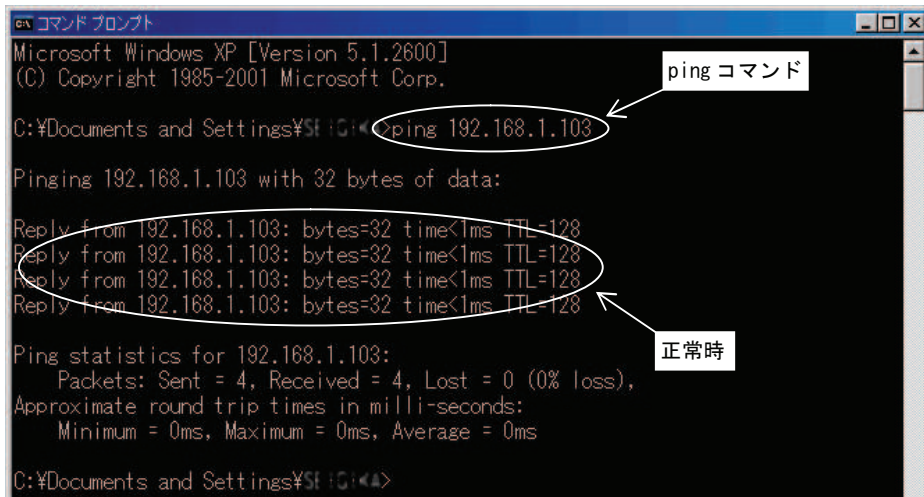 コマンド プロンプト
Microsoft Windows XP [Version 5.1.2600]
(C) Copyright 1985-2001 Microsoft Corp.
ping コマンド
C:¥Documents and Settings¥ >ping 192.168.1.103
Pinging 192.168.1.103 with 32 bytes of data:
Reply from 192.168.1.103: bytes=32 time<1ms TTL=128
Reply from 192.168.1.103: bytes=32 time<1ms TTL=128
Reply from 192.168.1.103: bytes=32 time<1ms TTL=128
Reply from 192.168.1.103: bytes=32 time<1ms TTL=128
正常時
Ping statistics for 192.168.1.103:
Packets: Sent = 4, Received = 4, Lost = 0 (0% loss),
Approximate round trip times in milli-seconds:
Minimum = 0ms, Maximum = 0ms, Average = 0ms
C:¥Documents and Settings¥ >